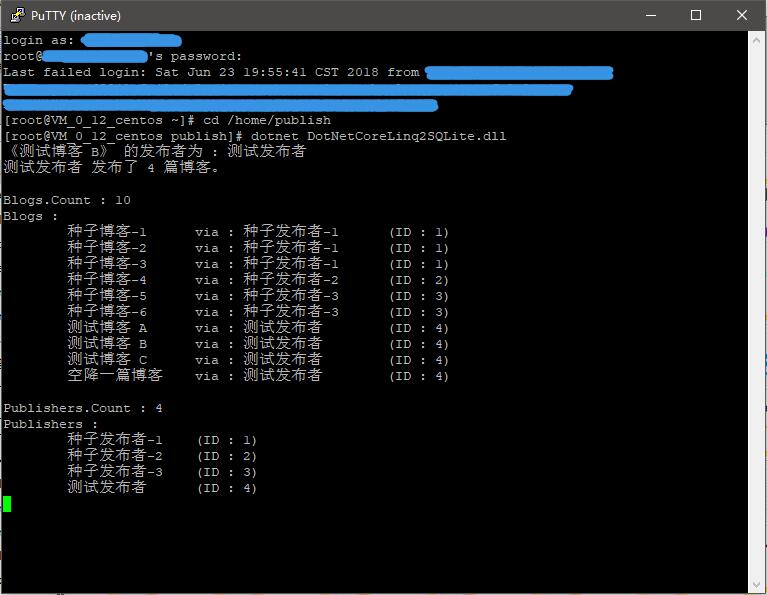 PuTTY (inactive)
login as:
root@ 's password:
Last failed login: Sat Jun 23 19:55:41 CST 2018 from
[root@VM_0_12_centos ~]# cd /home/publish
[root@VM_0_12_centos publish]# dotnet DotNetCoreLinq2SQLite.dll
《测试博客 B》 的发布者为 : 测试发布者
测试发布者 发布了 4 篇博客。
Blogs.Count : 10
Blogs :
种子博客-1 via : 种子发布者-1 (ID : 1)
种子博客-2 via : 种子发布者-1 (ID : 1)
种子博客-3 via : 种子发布者-1 (ID : 1)
种子博客-4 via : 种子发布者-2 (ID : 2)
种子博客-5 via : 种子发布者-3 (ID : 3)
种子博客-6 via : 种子发布者-3 (ID : 3)
测试博客 A via : 测试发布者 (ID : 4)
测试博客 B via : 测试发布者 (ID : 4)
测试博客 C via : 测试发布者 (ID : 4)
空降一篇博客 via : 测试发布者 (ID : 4)
Publishers.Count : 4
Publishers :
种子发布者-1 (ID : 1)
种子发布者-2 (ID : 2)
种子发布者-3 (ID : 3)
测试发布者 (ID : 4)